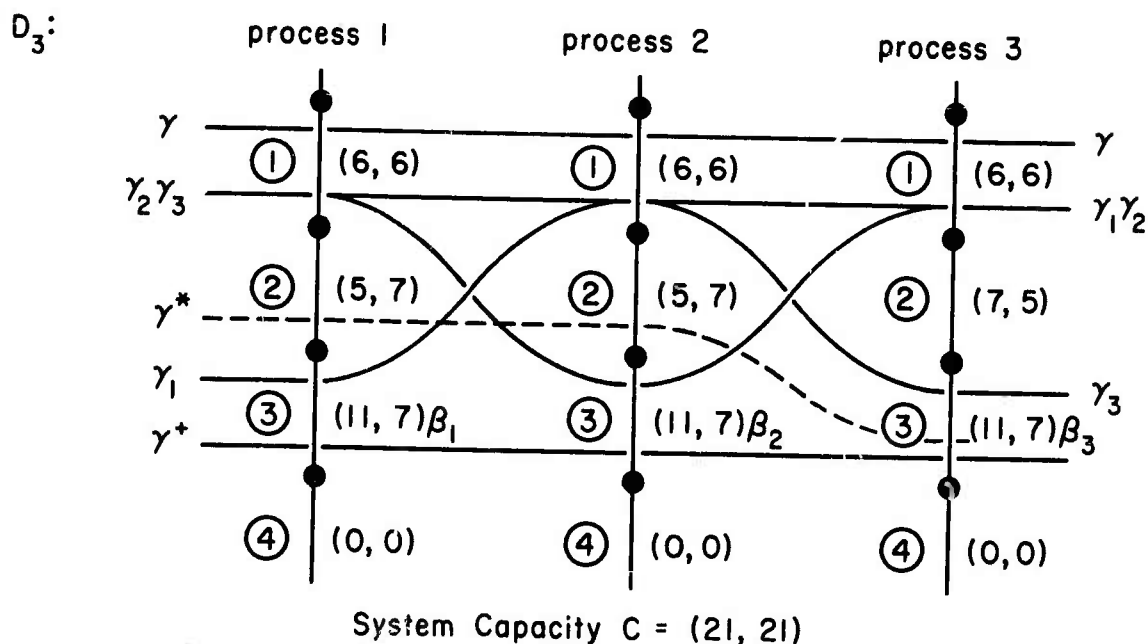 D₃:
process 1 process 2 process 3
γ γ
① (6, 6) ① (6, 6) ① (6, 6)
γ₂γ₃ γ₁γ₂
② (5, 7) ② (5, 7) ② (7, 5)
γ*
γ₁ γ₃
③ (11, 7)β₁ ③ (11, 7)β₂ ③ (11, 7)β₃
γ⁺
④ (0, 0) ④ (0, 0) ④ (0, 0)
System Capacity C = (21, 21)